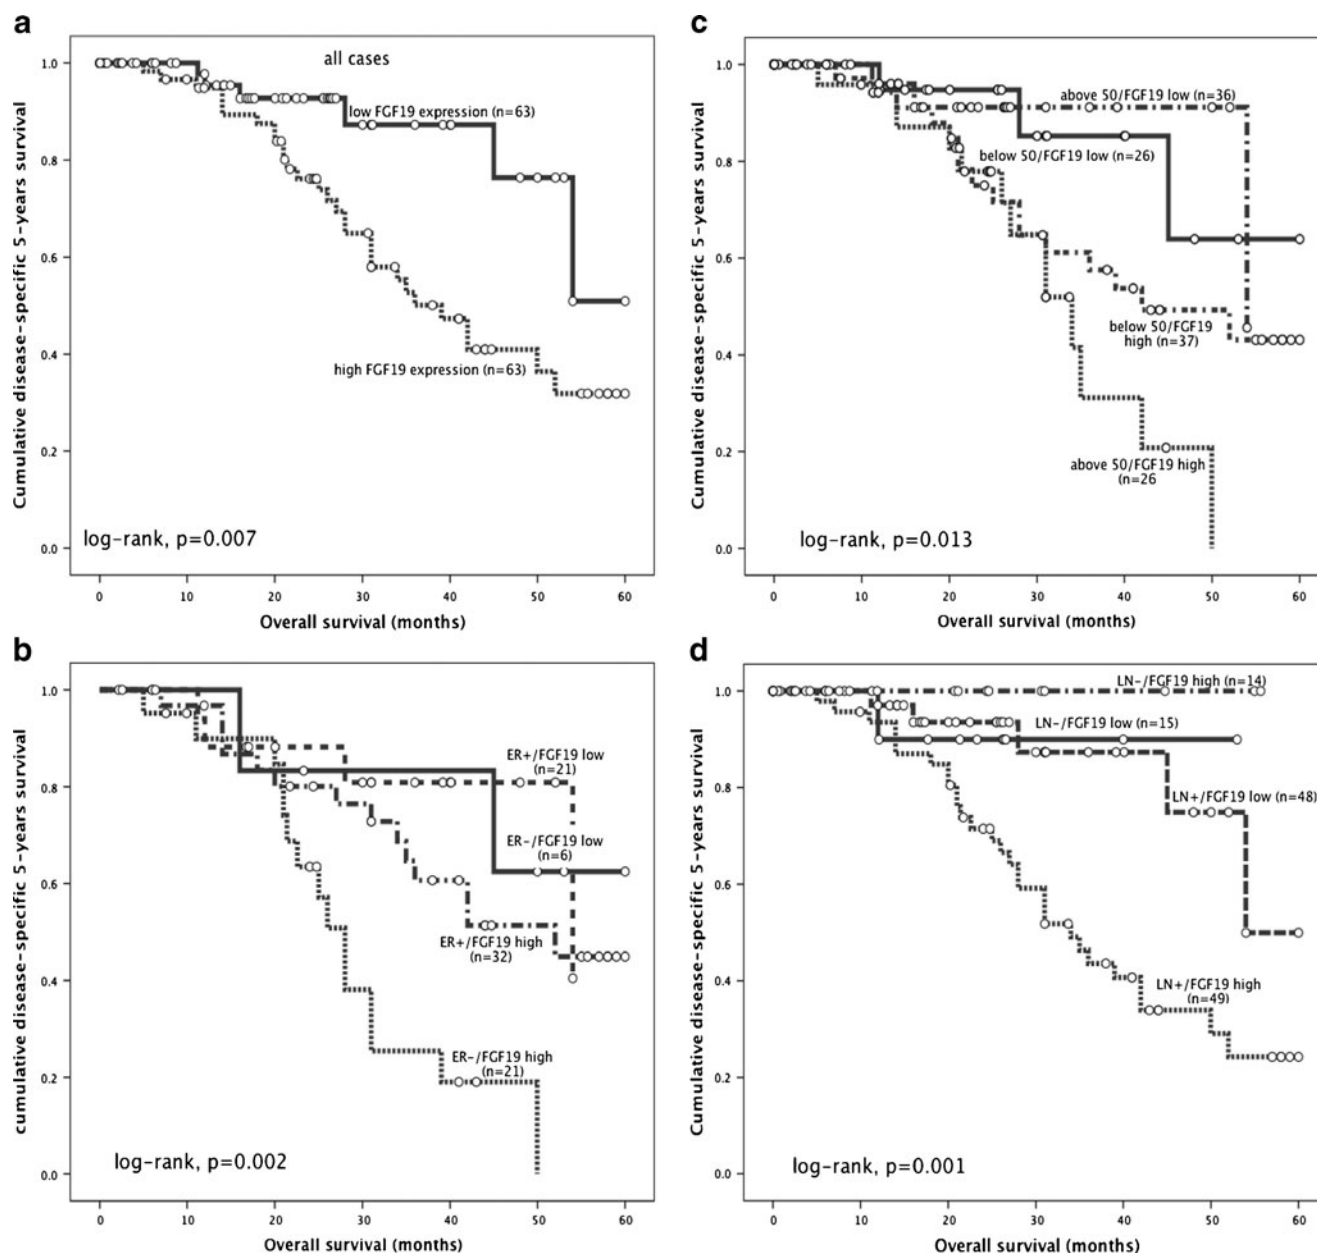 a
all cases
low FGF19 expression (n=63)
high FGF19 expression (n=63)
log-rank, p=0.007
Cumulative disease-specific 5-years survival
1.0
0.8
0.6
0.4
0.2
0.0
0 10 20 30 40 50 60
Overall survival (months)
c
above 50/FGF19 low (n=36)
below 50/FGF19 low (n=26)
below 50/FGF19
high (n=37)
above 50/FGF19 high
(n=26
log-rank, p=0.013
Cumulative disease-specific 5-years survival
1.0
0.8
0.6
0.4
0.2
0.0
0 10 20 30 40 50 60
Overall survival (months)
b
ER+/FGF19 low
(n=21)
ER-/FGF19 low
(n=6)
ER+/FGF19 high
(n=32)
ER-/FGF19 high
(n=21)
log-rank, p=0.002
cumulative disease-specific 5-years survival
1.0
0.8
0.6
0.4
0.2
0.0
0 10 20 30 40 50 60
Overall survival (months)
d
LN-/FGF19 high (n=14)
LN-/FGF19 low (n=15)
LN+/FGF19 low (n=48)
LN+/FGF19 high
(n=49)
log-rank, p=0.001
Cumulative disease-specific 5-years survival
1.0
0.8
0.6
0.4
0.2
0.0
0 10 20 30 40 50 60
Overall survival (months)